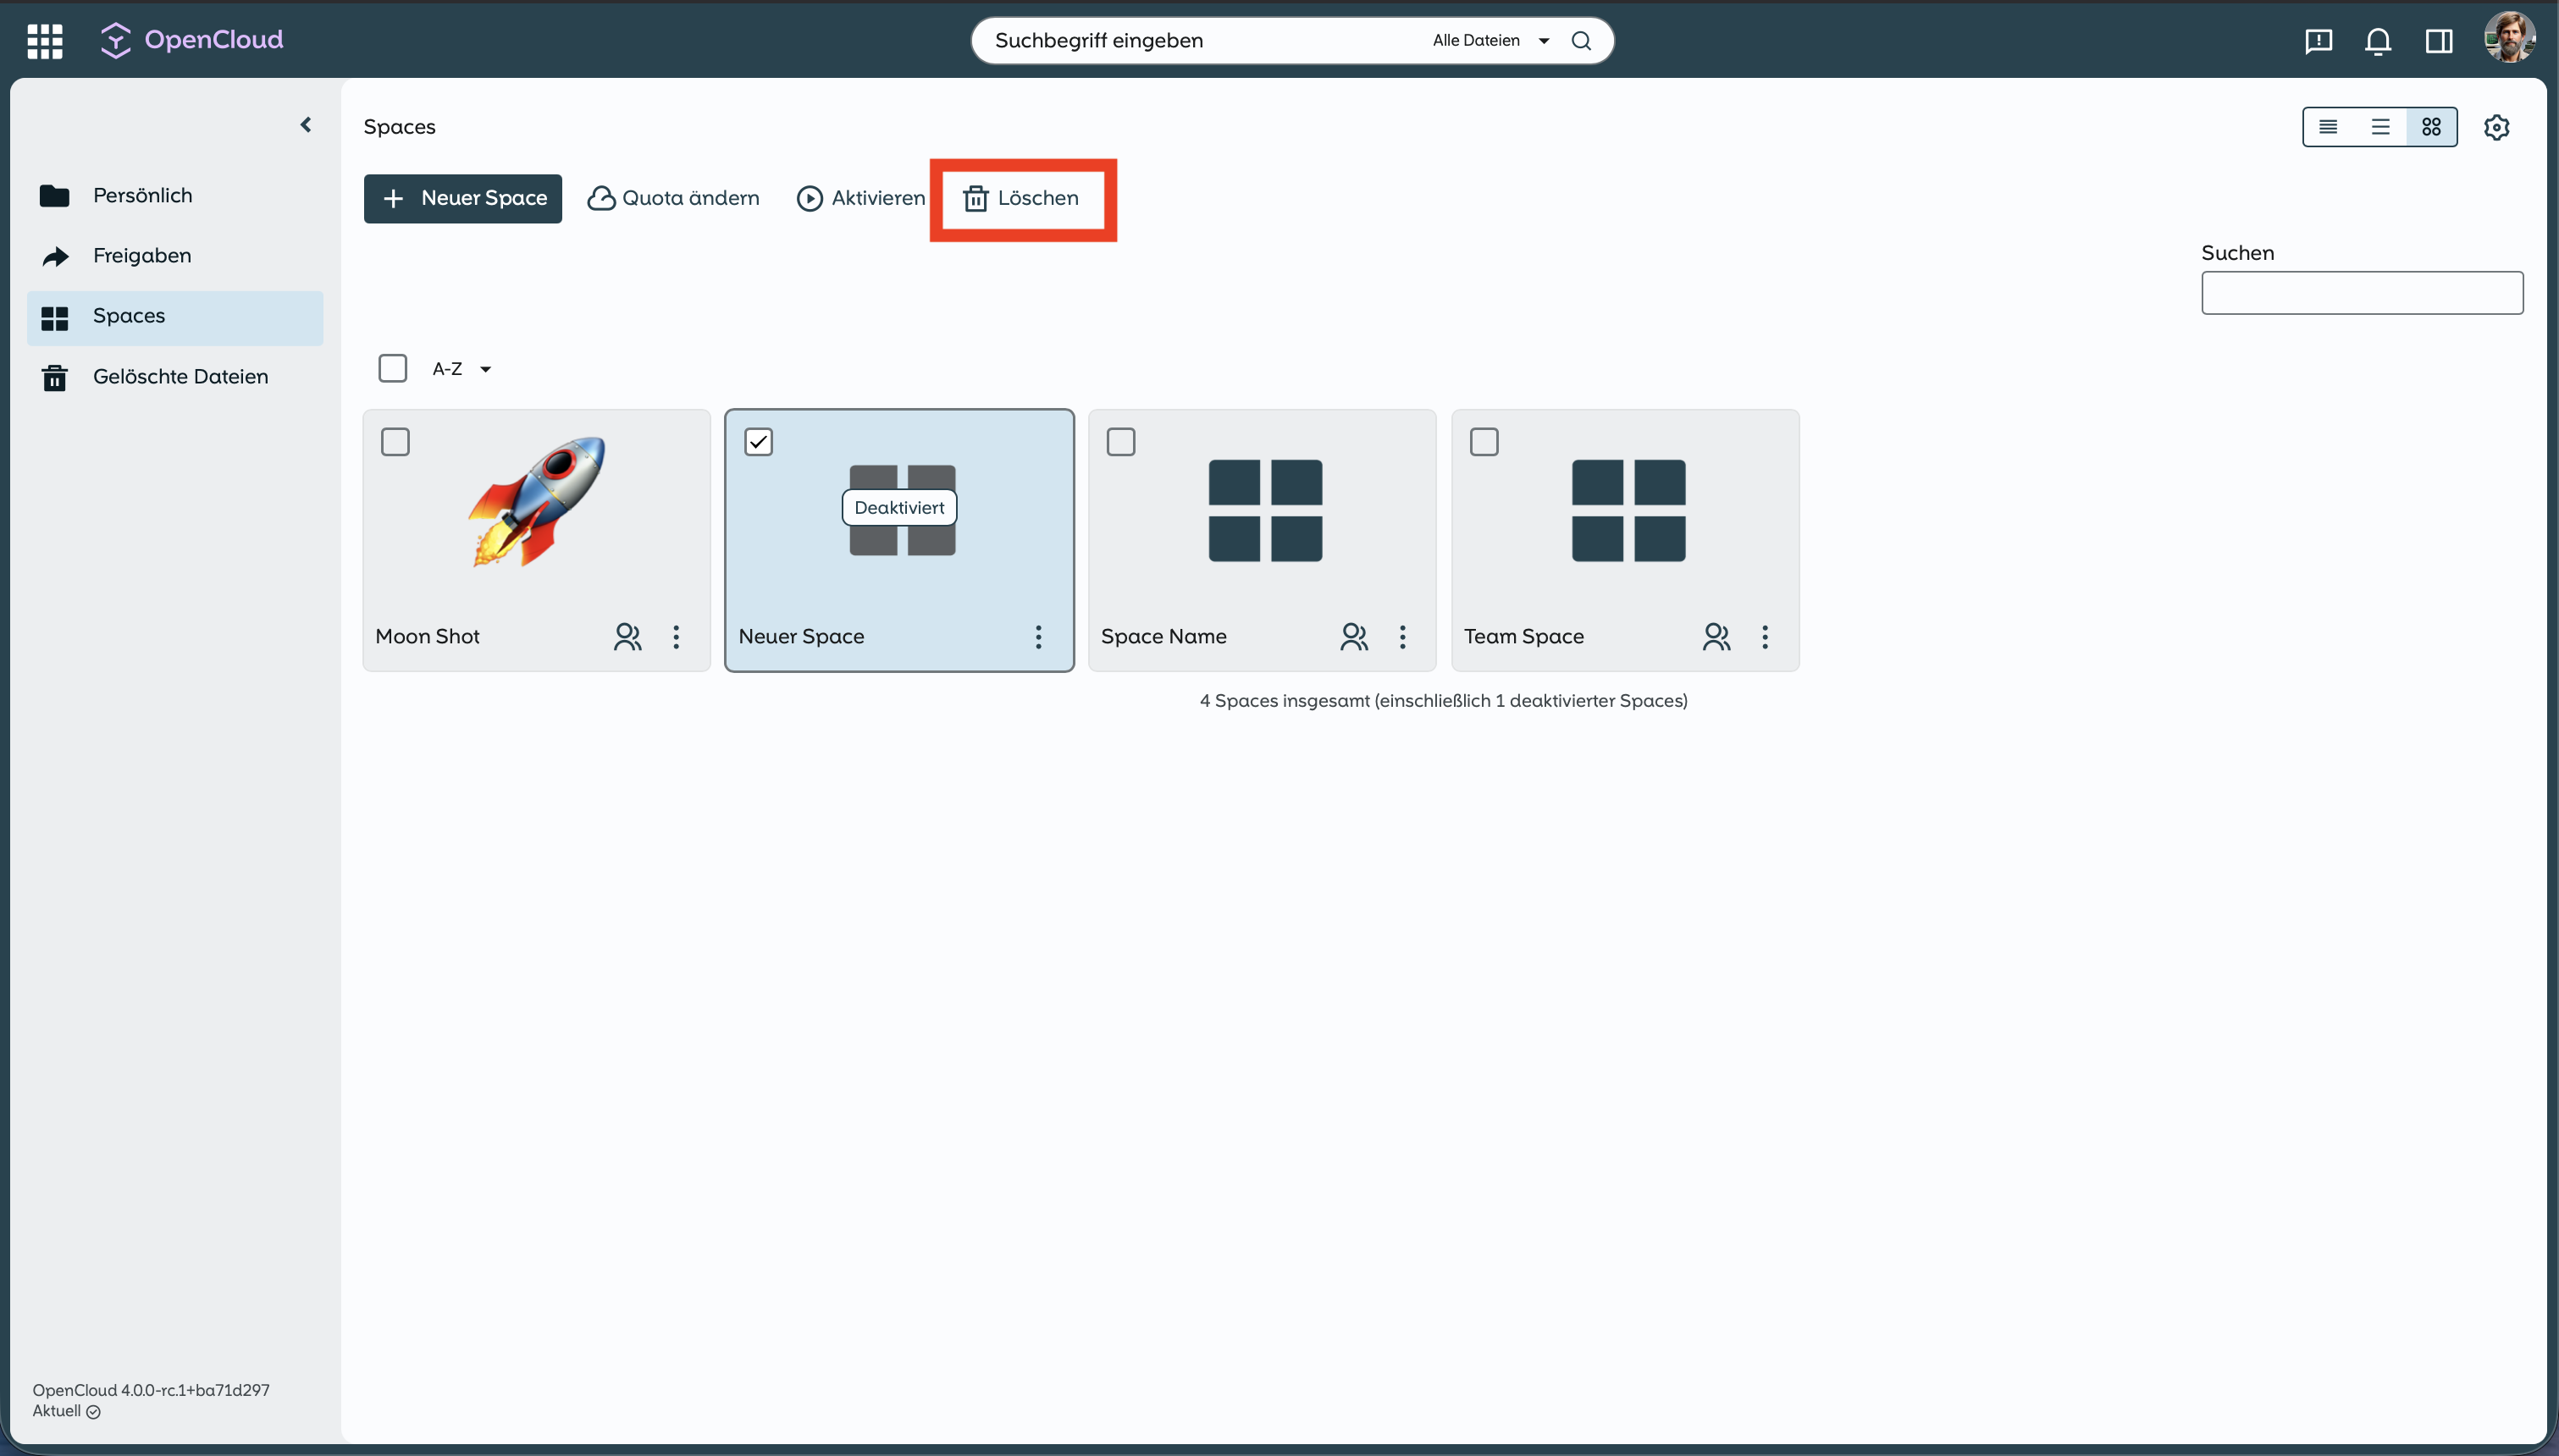 OpenCloud
Suchbegriff eingeben
Alle Dateien
Spaces
Persönlich
Freigaben
Spaces
Gelöschte Dateien
Neuer Space
Quota ändern
Aktivieren
Löschen
Suchen
A-Z
Deaktiviert
Moon Shot
Neuer Space
Space Name
Team Space
4 Spaces insgesamt (einschließlich 1 deaktivierter Spaces)
OpenCloud 4.0.0-rc.1+ba71d297
Aktuell